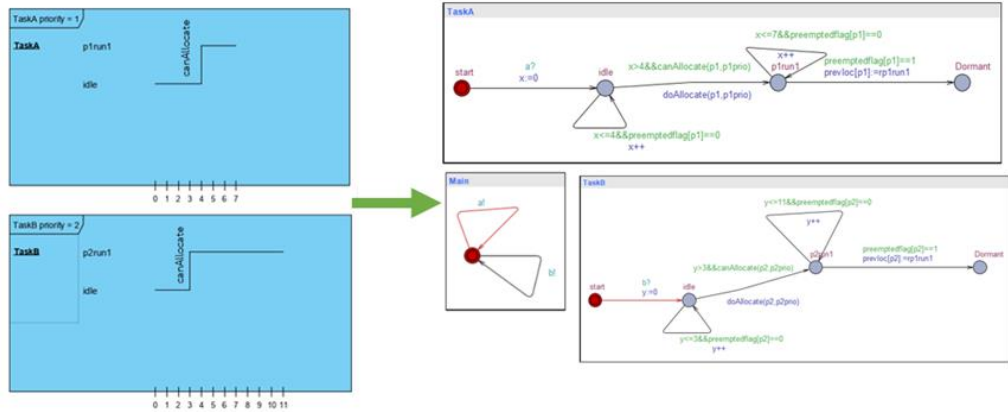 TaskA priority = 1
TaskA
p1run1
canAllocate
idle
0 1 2 3 4 5 6 7
TaskB priority = 2
TaskB
p2run1
canAllocate
idle
0 1 2 3 4 5 6 7 8 9 10 11
TaskA
x<=7&&preemptedflag[p1]==0
x++
a?
x:=0
x>4&&canAllocate(p1,p1prio)
p1run1
preemptedflag[p1]==1
prevloc[p1]:=rp1run1
Dormant
start
idle
doAllocate(p1,p1prio)
x<=4&&preemptedflag[p1]==0
x++
Main
a!
b!
TaskB
y<=11&&preemptedflag[p2]==0
y++
y>3&&canAllocate(p2,p2prio)
p2run1
preemptedflag[p2]==1
prevloc[p2]:=rp1run1
Dormant
start
b?
y:=0
idle
doAllocate(p2,p2prio)
y<=3&&preemptedflag[p2]==0
y++